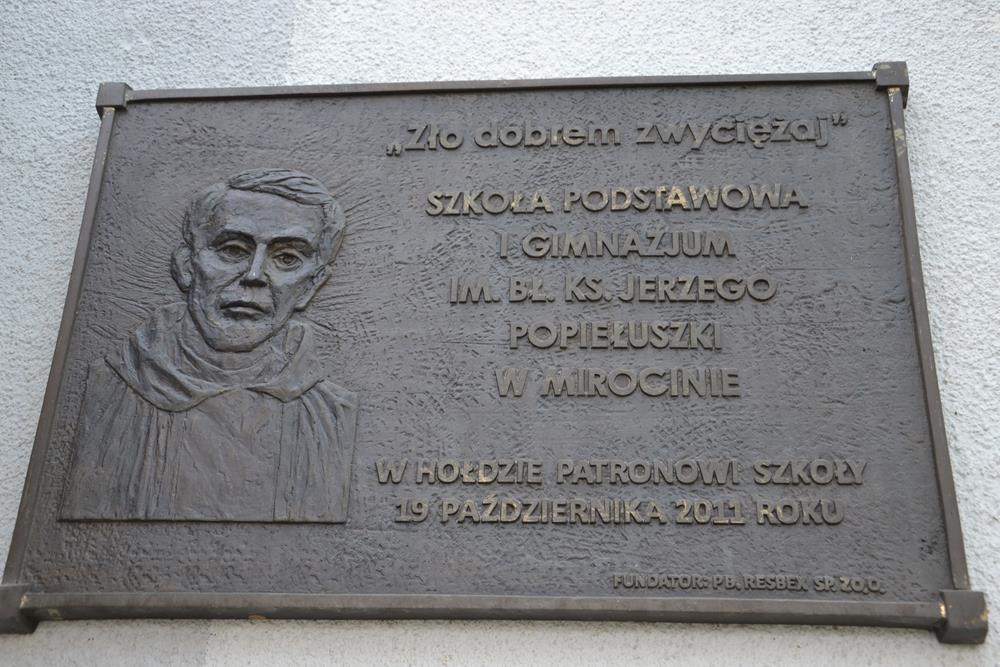 „Zło dobrem zwyciężaj”
SZKOŁA PODSTAWOWA
I GIMNAZJUM
IM. BŁ. KS. JERZEGO
POPIEŁUSZKI
W MIROCINIE
W HOŁDZIE PATRONOWI SZKOŁY
19 PAŹDZIERNIKA 2011 ROKU
FUNDATOR: P.B. RESBEX SP. ZO,O.